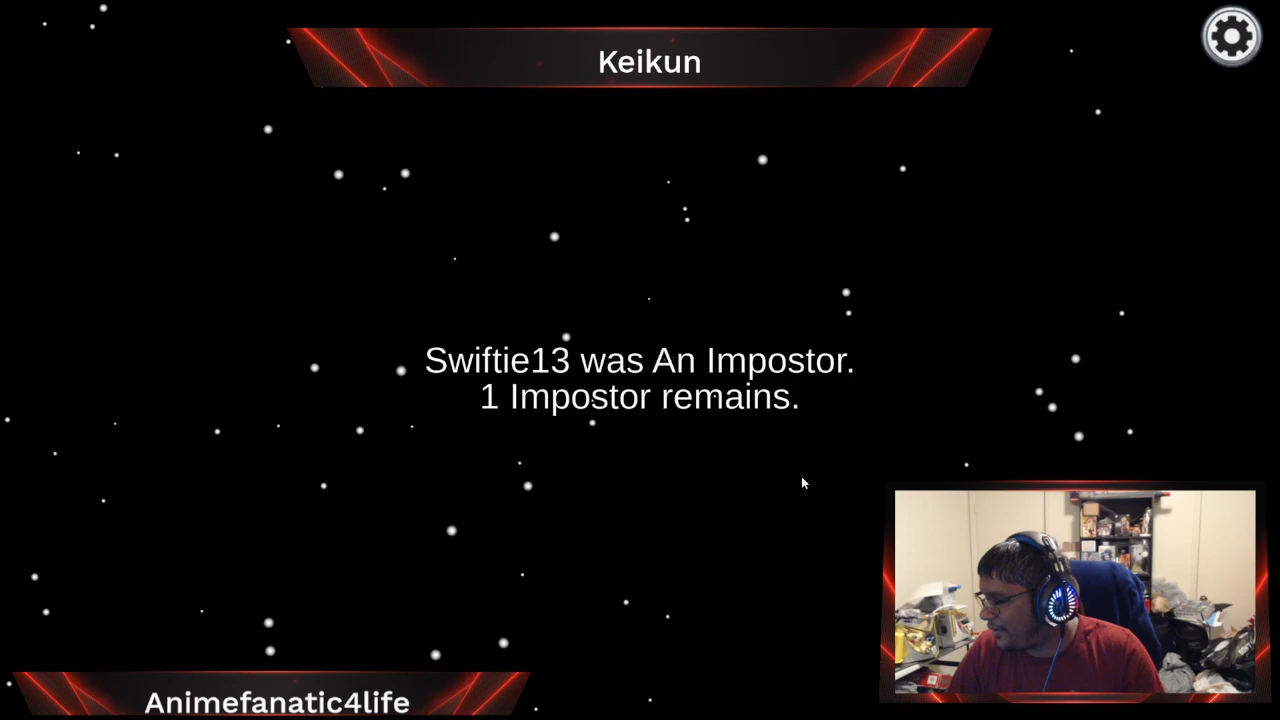 Keikun
Swiftie13 was An Impostor.
1 Impostor remains.
Animefanatic4life